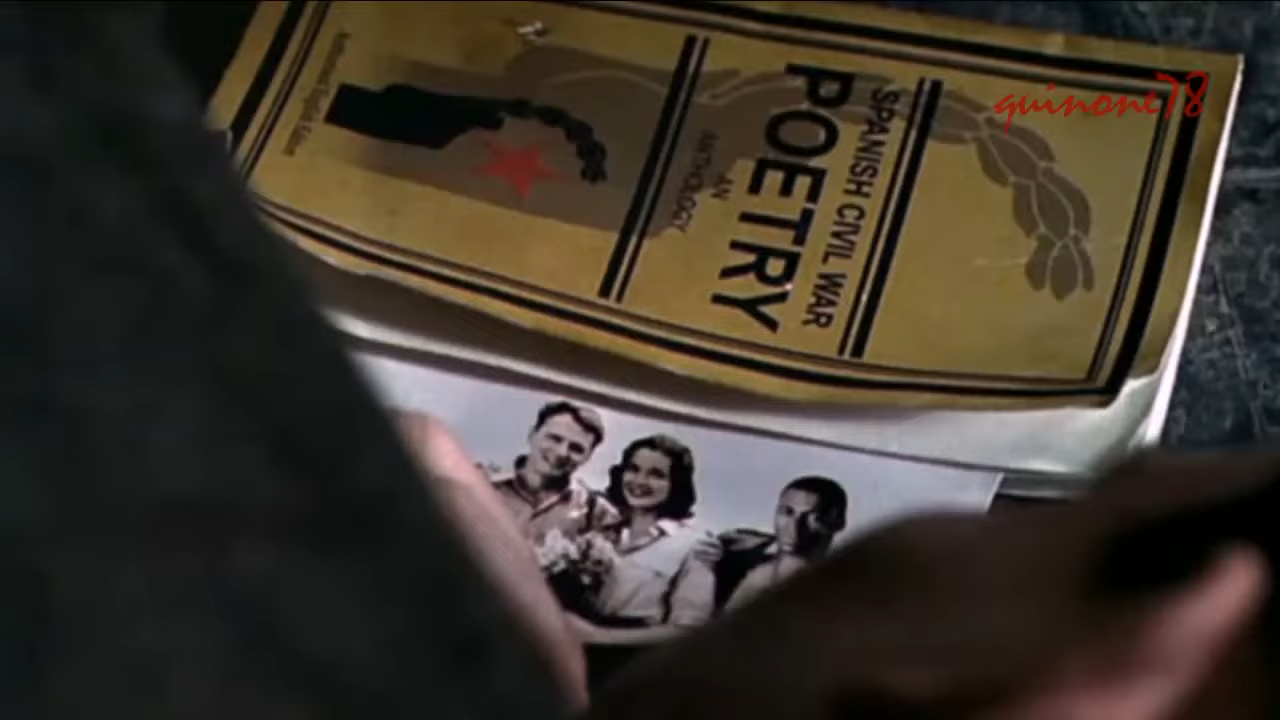 SPANISH CIVIL WAR
POETRY
AN
ANTHOLOGY
quinone78